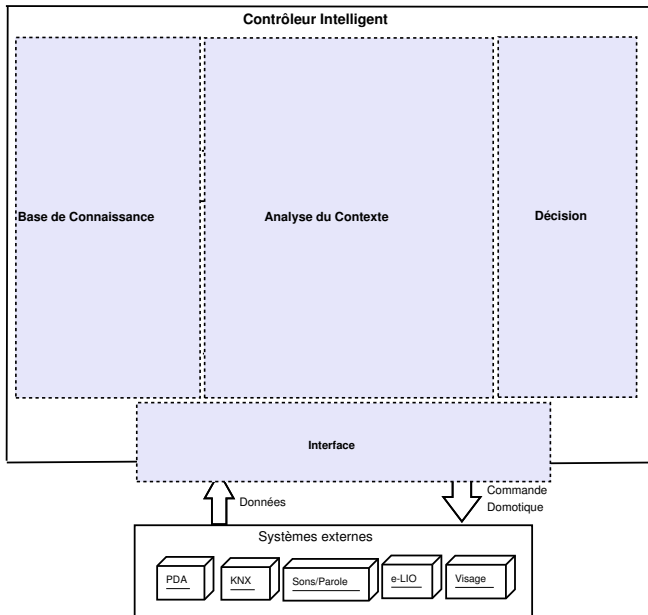 Contrôleur Intelligent
Base de Connaissance
Analyse du Contexte
Décision
Interface
Données
Commande
Domotique
Systèmes externes
PDA
KNX
Sons/Parole
e-LIO
Visage